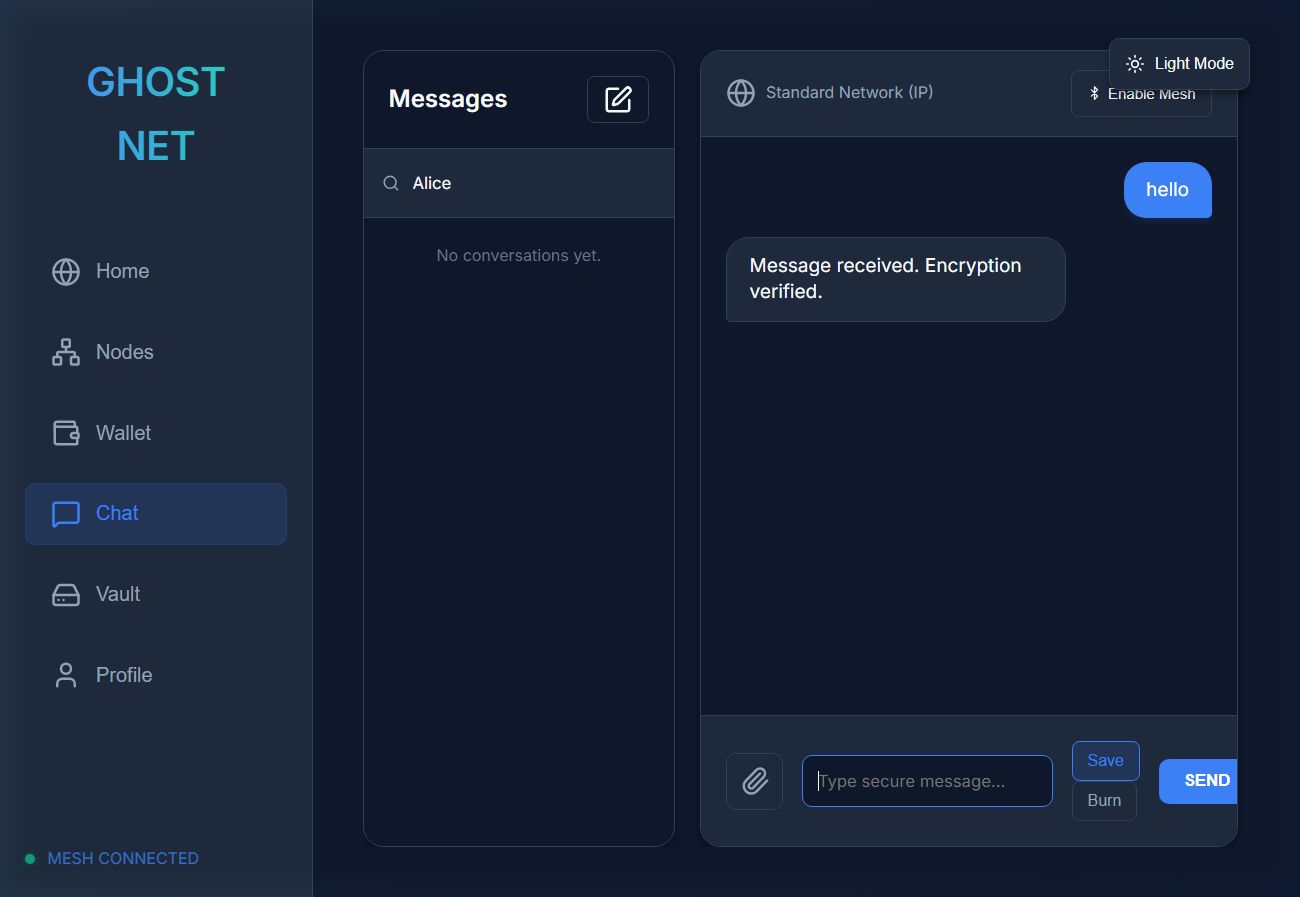 GHOST
NET
Home
Nodes
Wallet
Chat
Vault
Profile
MESH CONNECTED
Messages
Alice
No conversations yet.
Standard Network (IP)
Light Mode
Enable Mesh
hello
Message received. Encryption
verified.
Type secure message...
Save
Burn
SEND